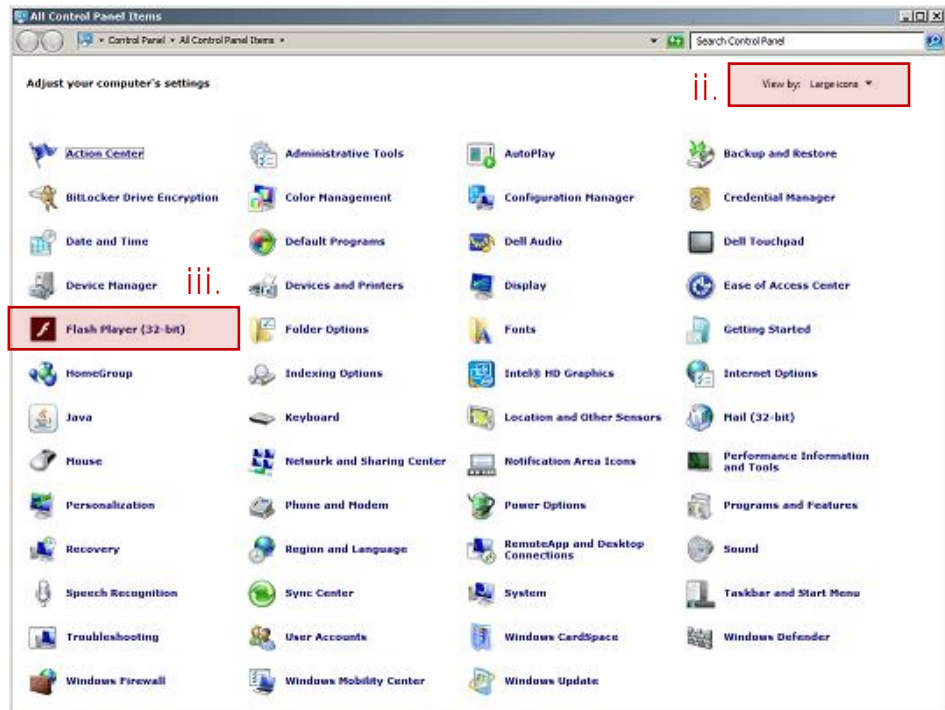 All Control Panel Items
Control Panel All Control Panel Items
Search Control Panel
Adjust your computer's settings
ii.
View by: Large icons
Action Center Administrative Tools AutoPlay Backup and Restore
BitLocker Drive Encryption Color Management Configuration Manager Credential Manager
Date and Time Default Programs Dell Audio Dell Touchpad
Device Manager iii. Devices and Printers Display Ease of Access Center
Flash Player (32-bit) Folder Options Fonts Getting Started
HomeGroup Indexing Options Intel® HD Graphics Internet Options
Java Keyboard Location and Other Sensors Mail (32-bit)
Mouse Network and Sharing Center Notification Area Icons Performance Information
and Tools
Personalization Phone and Modem Power Options Programs and Features
Recovery Region and Language RemoteApp and Desktop Sound
Connections
Speech Recognition Sync Center System Taskbar and Start Menu
Troubleshooting User Accounts Windows CardSpace Windows Defender
Windows Firewall Windows Mobility Center Windows Update